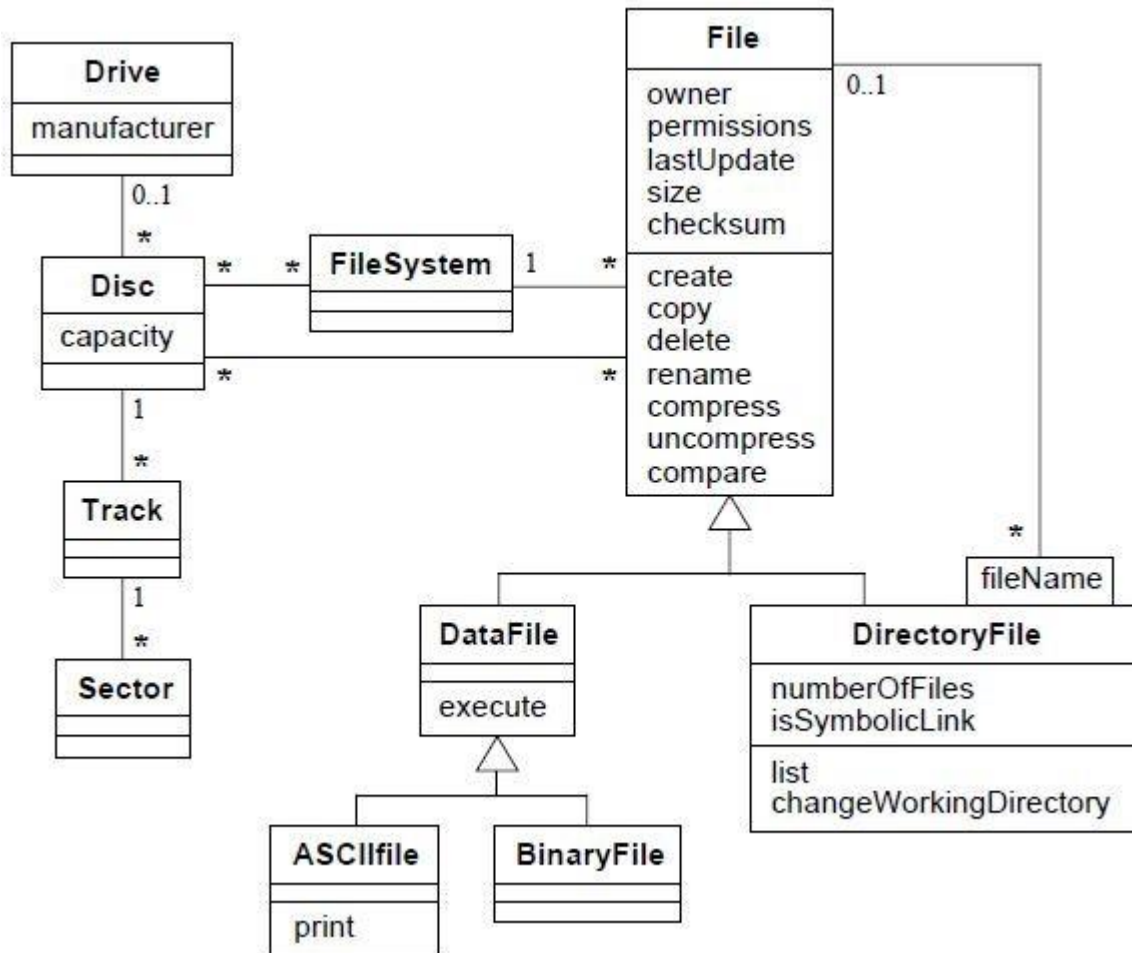 Drive
manufacturer
0..1
*
Disc
capacity
* *
FileSystem
1 *
* *
1
*
Track
1
*
Sector
File
owner
permissions
lastUpdate
size
checksum
create
copy
delete
rename
compress
uncompress
compare
0..1
*
fileName
DataFile
execute
DirectoryFile
numberOfFiles
isSymbolicLink
list
changeWorkingDirectory
ASCIIfile
print
BinaryFile